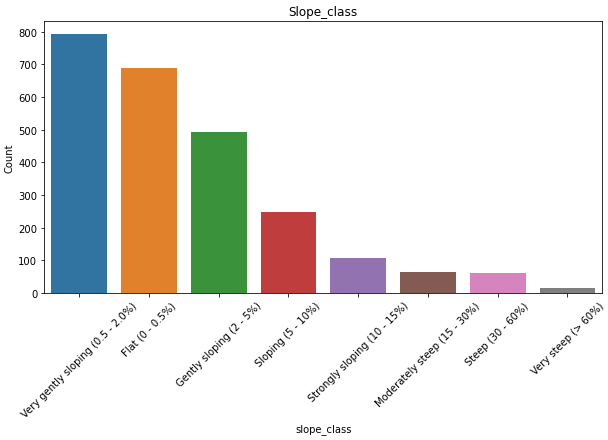 Slope_class
Count
800
700
600
500
400
300
200
100
0
Very gently sloping (0.5 - 2.0%)
Flat (0 - 0.5%)
Gently sloping (2 - 5%)
Sloping (5 - 10%)
Strongly sloping (10 - 15%)
Moderately steep (15 - 30%)
Steep (30 - 60%)
Very steep (> 60%)
slope_class